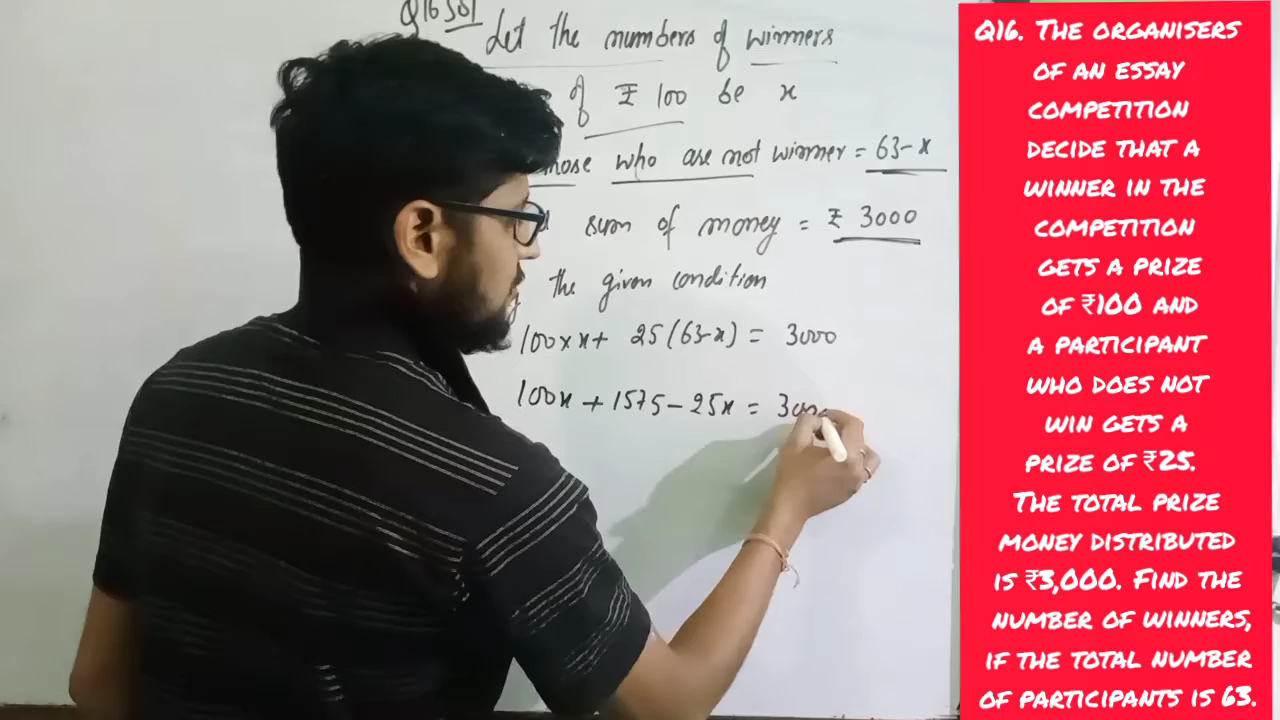 Q16 Sol
Let the numbers of winners
of ₹ 100 be x
who are not winner = 63-x
sum of money = ₹ 3000
the given condition
100×x+ 25(63-x) = 3000
100x + 1575 - 25x = 3000
Q16. THE ORGANISERS
OF AN ESSAY
COMPETITION
DECIDE THAT A
WINNER IN THE
COMPETITION
GETS A PRIZE
OF ₹100 AND
A PARTICIPANT
WHO DOES NOT
WIN GETS A
PRIZE OF ₹25.
THE TOTAL PRIZE
MONEY DISTRIBUTED
IS ₹3,000. FIND THE
NUMBER OF WINNERS,
IF THE TOTAL NUMBER
OF PARTICIPANTS IS 63.